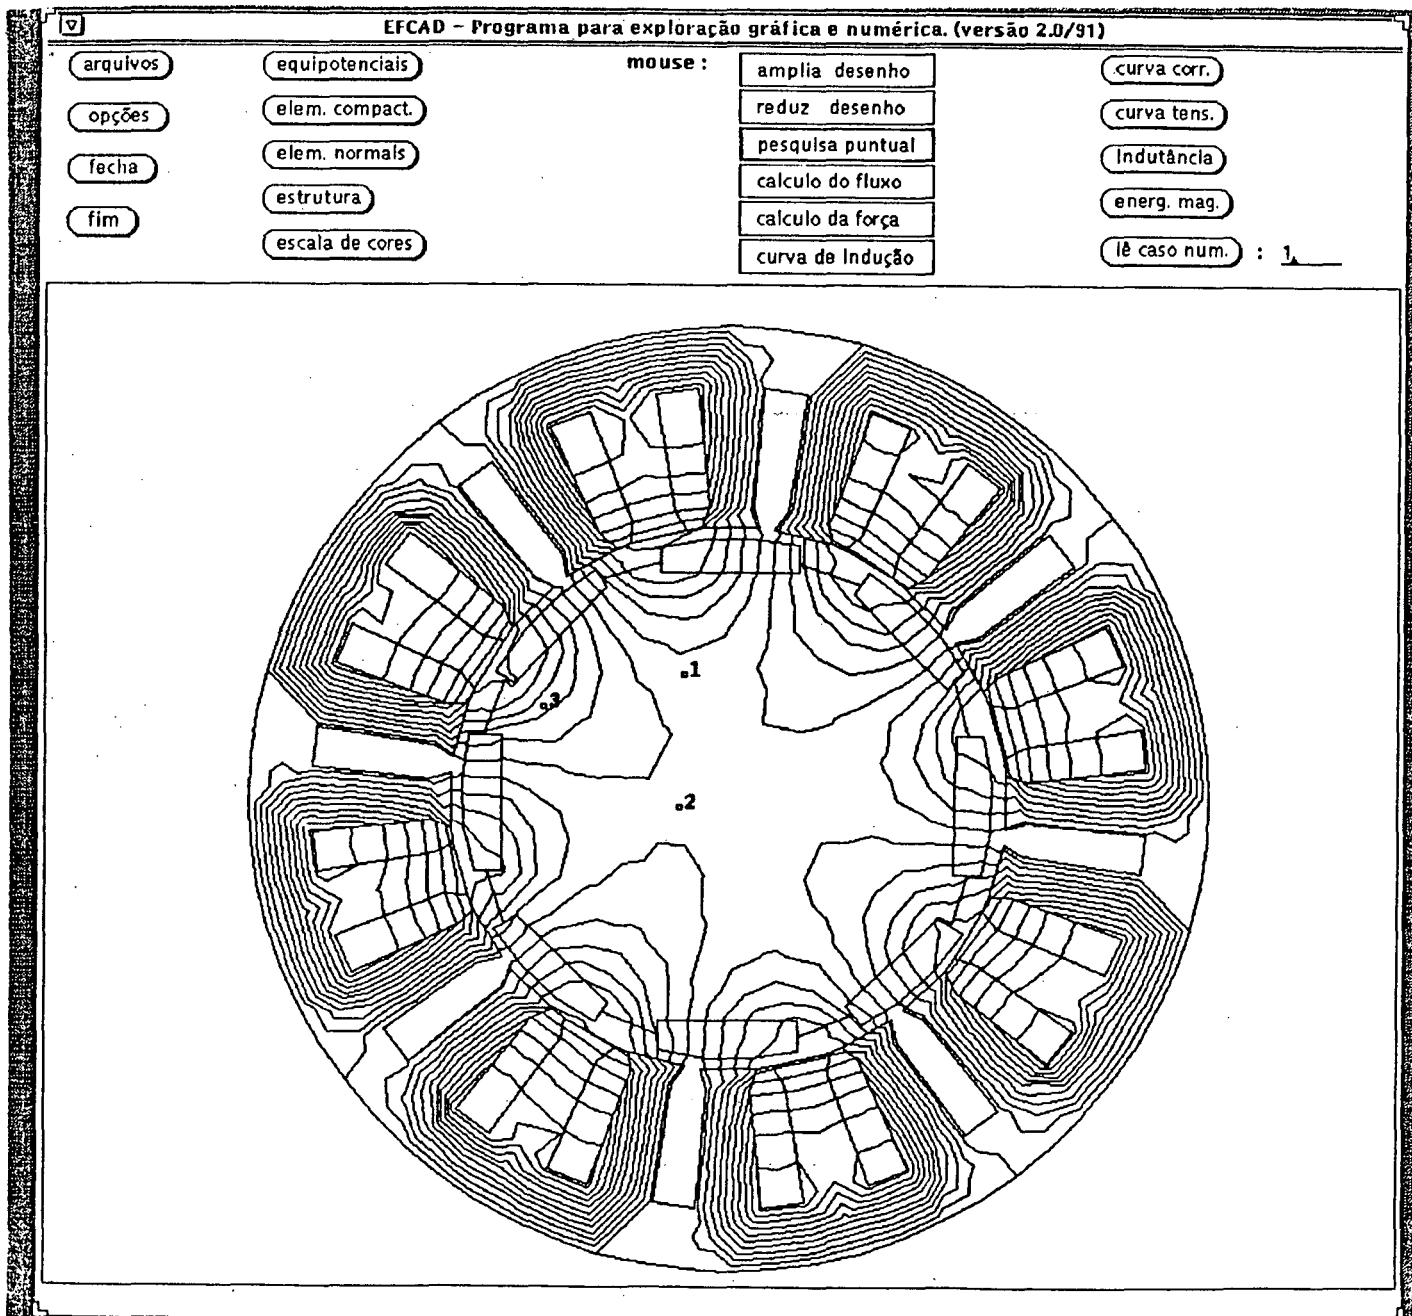 EFCAD – Programa para exploração gráfica e numérica. (versão 2.0/91)
arquivos
opções
fecha
fim
equipotenciais
elem. compact.
elem. normais
estrutura
escala de cores
mouse :
amplia desenho
reduz desenho
pesquisa puntual
calculo do fluxo
calculo da força
curva de Indução
curva corr.
curva tens.
Indutância
energ. mag.
lê caso num. : 1
1
3
2